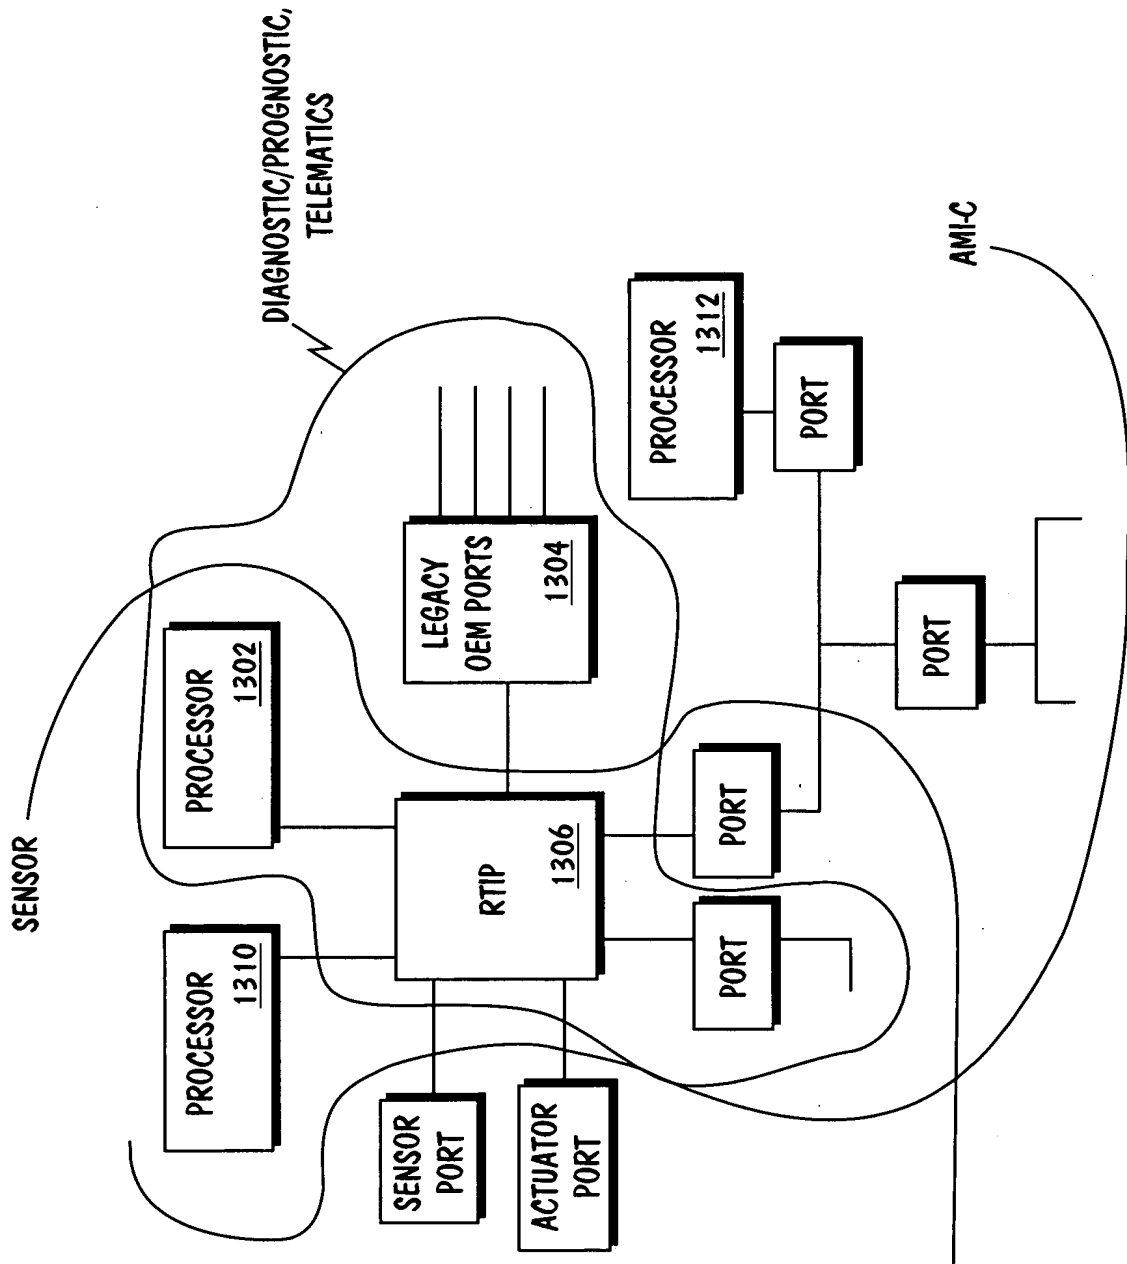 DIAGNOSTIC/PROGNOSTIC,
TELEMATICS
SENSOR
AMI-C
PROCESSOR
1310
PROCESSOR
1302
LEGACY
OEM PORTS
1304
SENSOR
PORT
RTIP
1306
ACTUATOR
PORT
PROCESSOR
1312
PORT
PORT
PORT
PORT